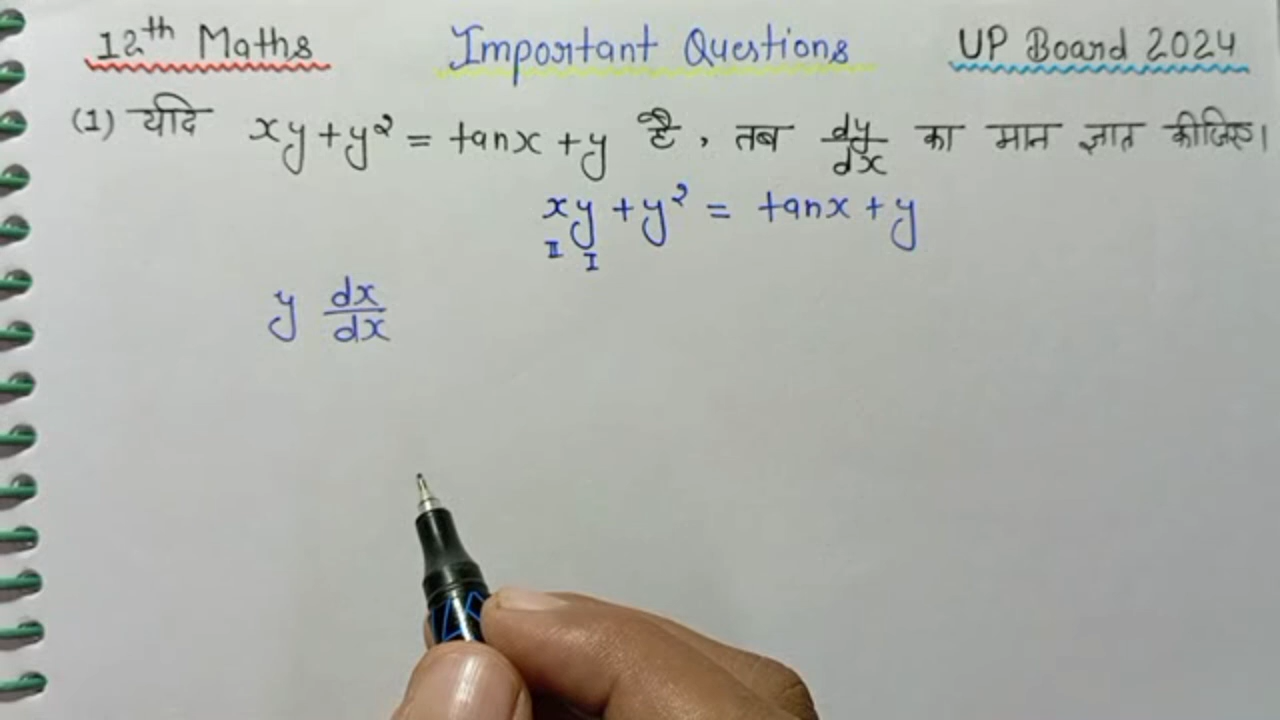 12th Maths Important Questions UP Board 2024
(1) यदि xy + y² = tanx + y है, तब dy/dx का मान ज्ञात कीजिए।
xy + y² = tanx + y
II I
y dx/dx